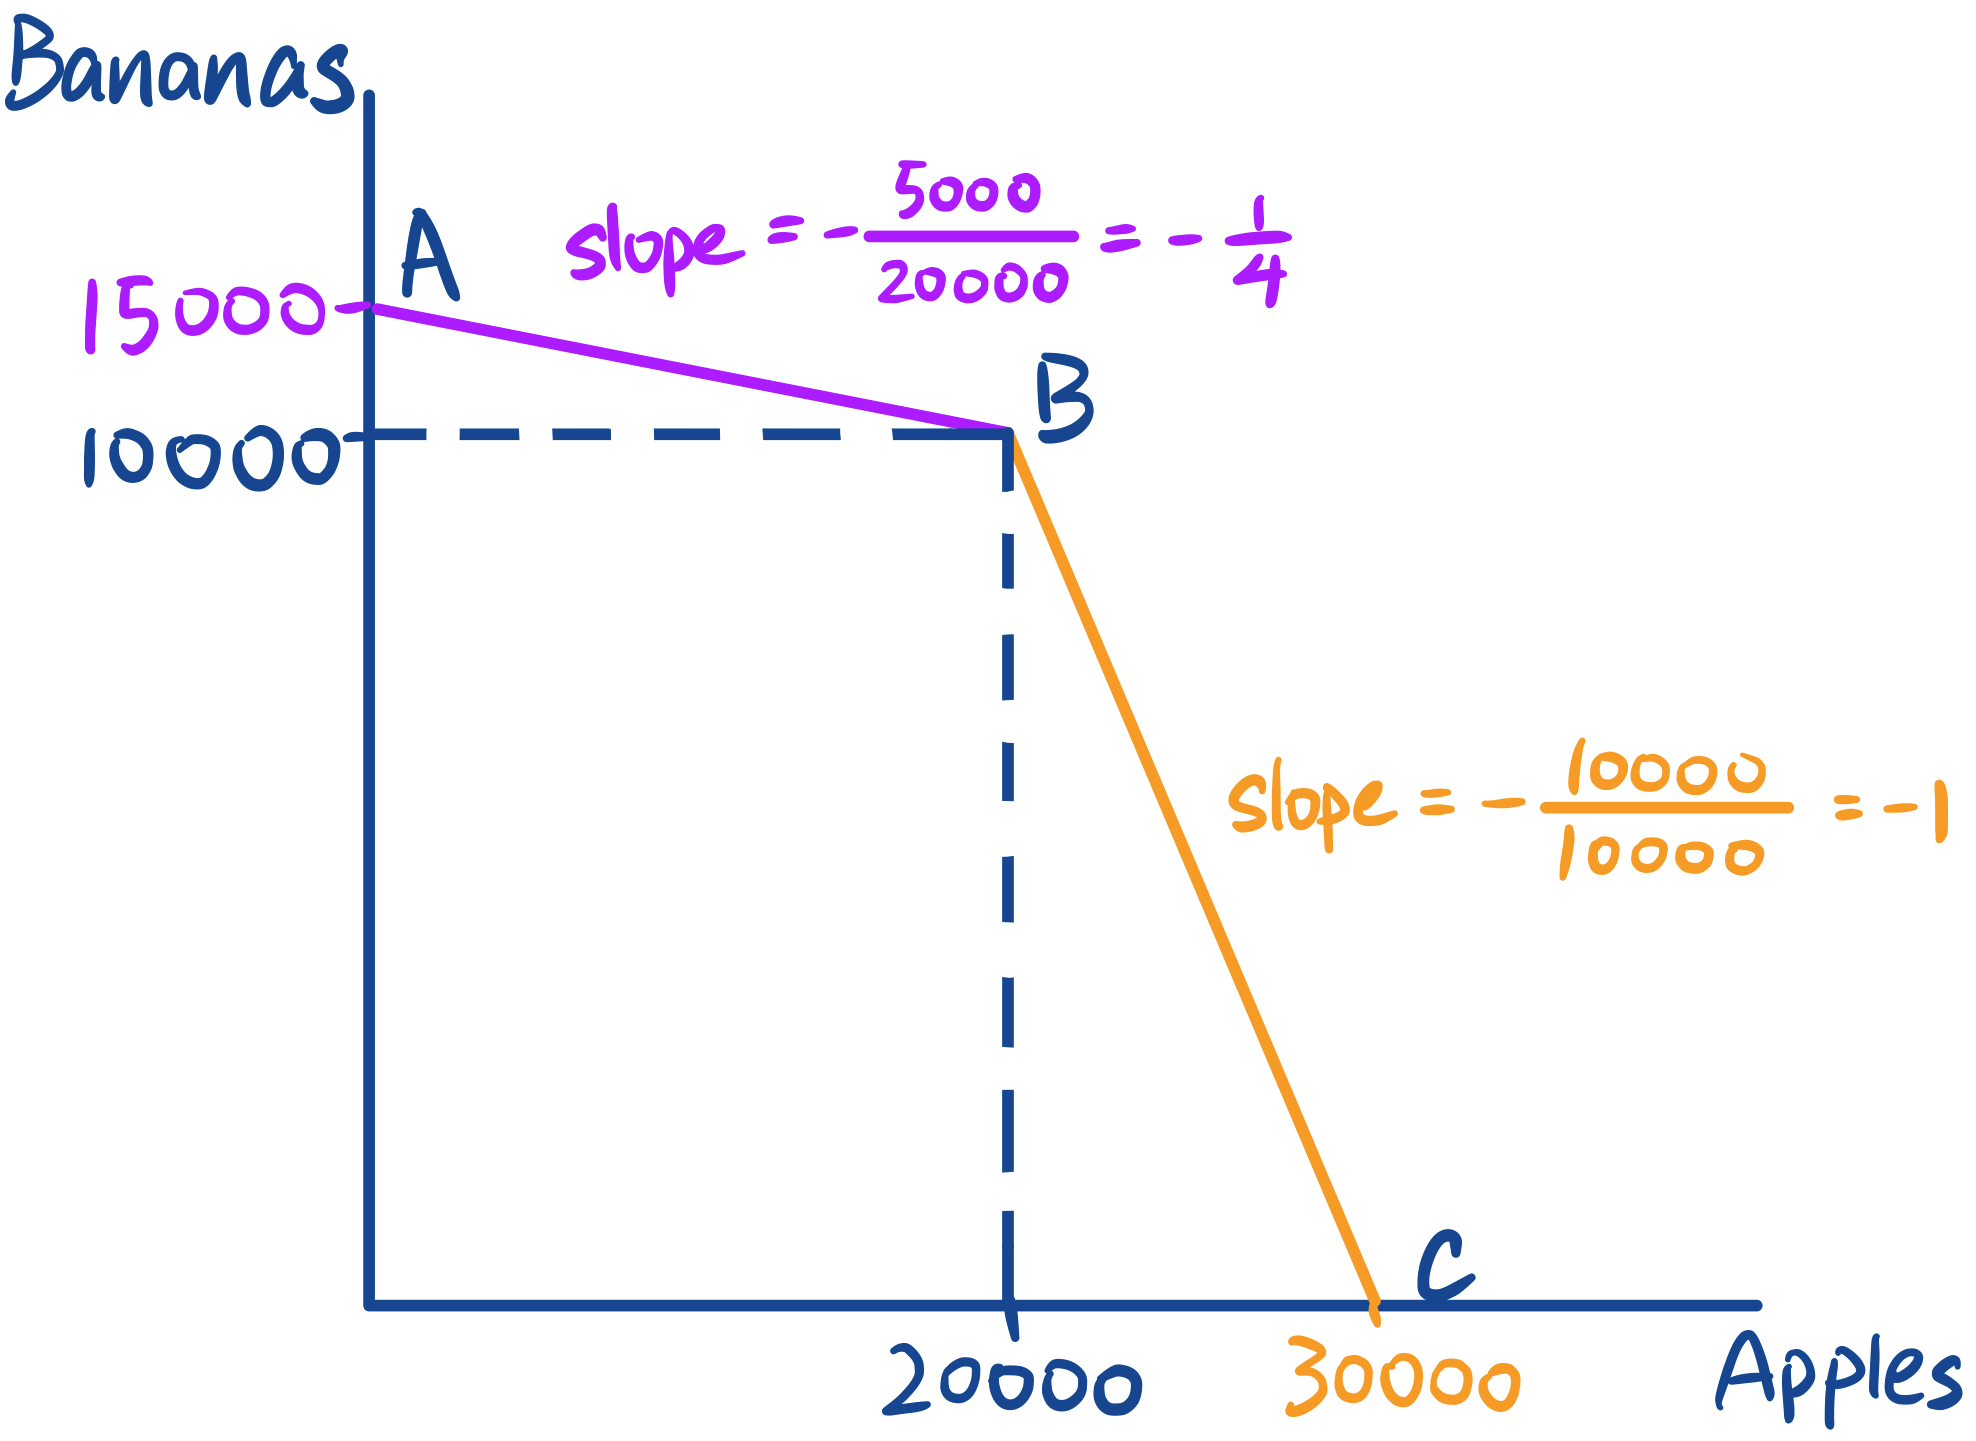 Bananas
A
slope = - 5000/20000 = - 1/4
15000
B
10000
slope = - 10000/10000 = -1
C
20000
30000
Apples